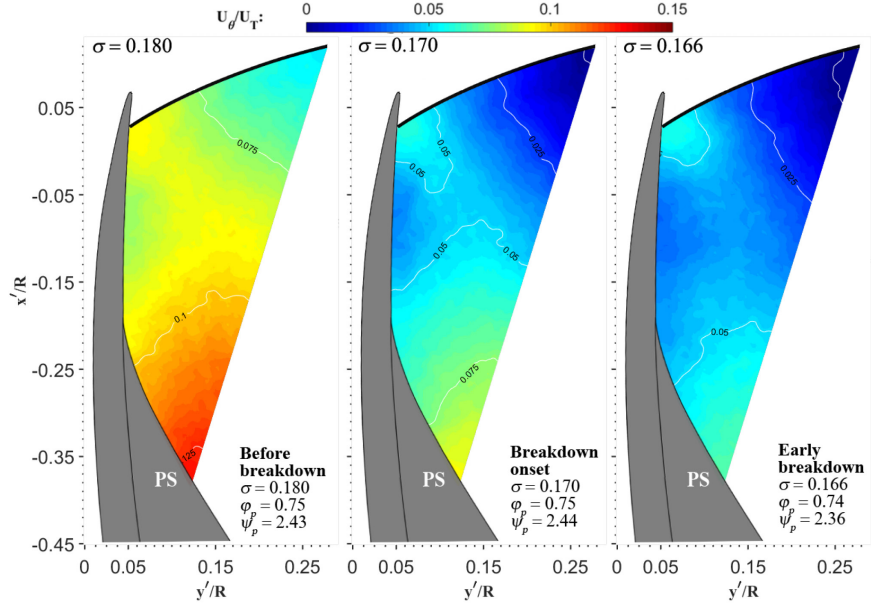 U_θ/U_T:
0 0.05 0.1 0.15
σ = 0.180
σ = 0.170
σ = 0.166
x′/R
0.05
-0.05
-0.15
-0.25
-0.35
-0.45
0.075
0.1
125
PS
Before
breakdown
σ = 0.180
φ_p = 0.75
ψ_p = 2.43
0 0.05 0.15 0.25
y′/R
0.05
0.05
0.025
0.05
0.05
0.05
0.075
PS
Breakdown
onset
σ = 0.170
φ_p = 0.75
ψ_p = 2.44
0 0.05 0.15 0.25
y′/R
0.025
0.05
PS
Early
breakdown
σ = 0.166
φ_p = 0.74
ψ_p = 2.36
0 0.05 0.15 0.25
y′/R